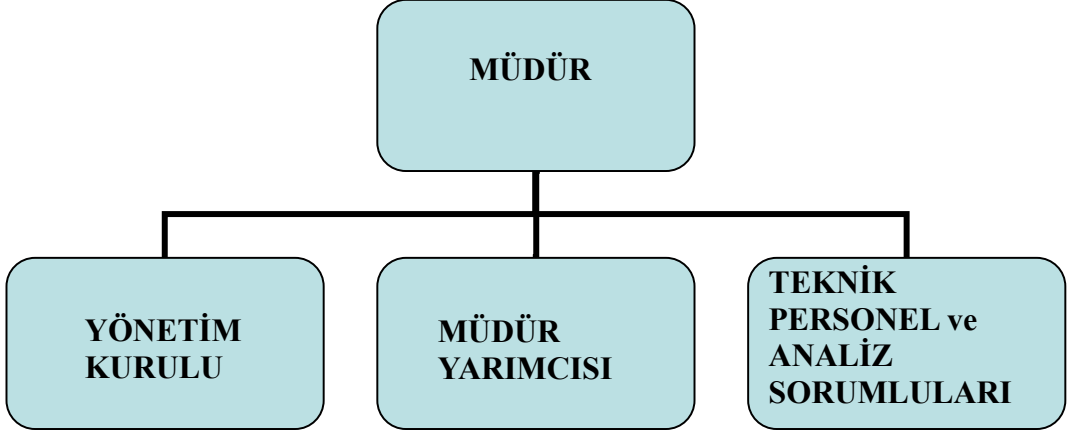 MÜDÜR
YÖNETİM
KURULU
MÜDÜR
YARIMCISI
TEKNİK
PERSONEL ve
ANALİZ
SORUMLULARI